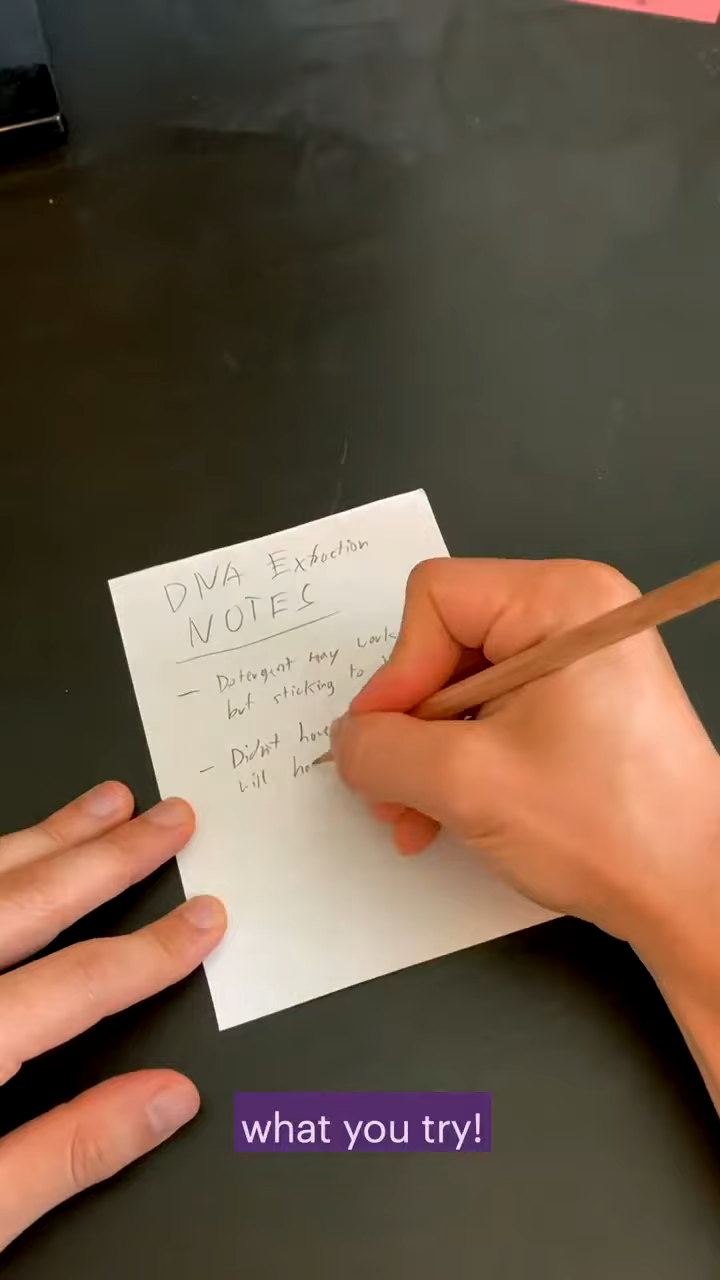 DNA Extraction
NOTES
- Detergent may work
but sticking to
- Didn't have
will
what you try!